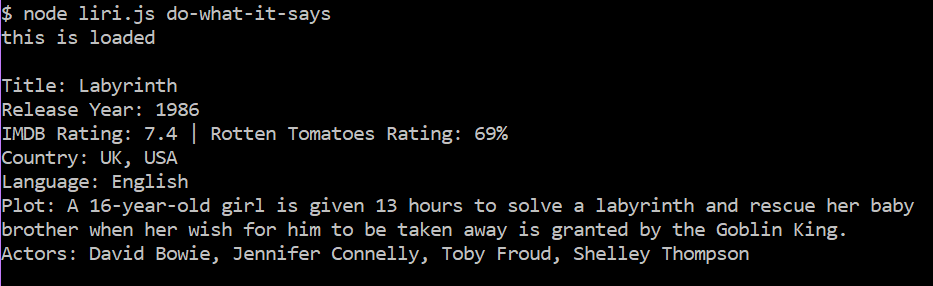 $ node liri.js do-what-it-says
this is loaded
Title: Labyrinth
Release Year: 1986
IMDB Rating: 7.4 | Rotten Tomatoes Rating: 69%
Country: UK, USA
Language: English
Plot: A 16-year-old girl is given 13 hours to solve a labyrinth and rescue her baby
brother when her wish for him to be taken away is granted by the Goblin King.
Actors: David Bowie, Jennifer Connelly, Toby Froud, Shelley Thompson